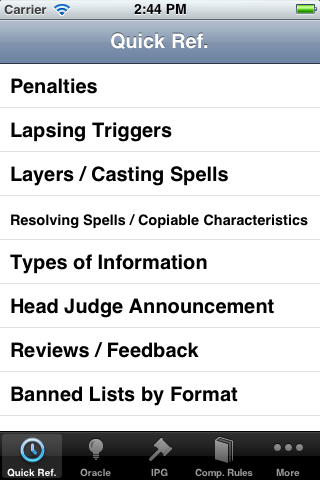 Carrier 2:44 PM
Quick Ref.
Penalties
Lapsing Triggers
Layers / Casting Spells
Resolving Spells / Copiable Characteristics
Types of Information
Head Judge Announcement
Reviews / Feedback
Banned Lists by Format
Quick Ref. Oracle IPG Comp. Rules More